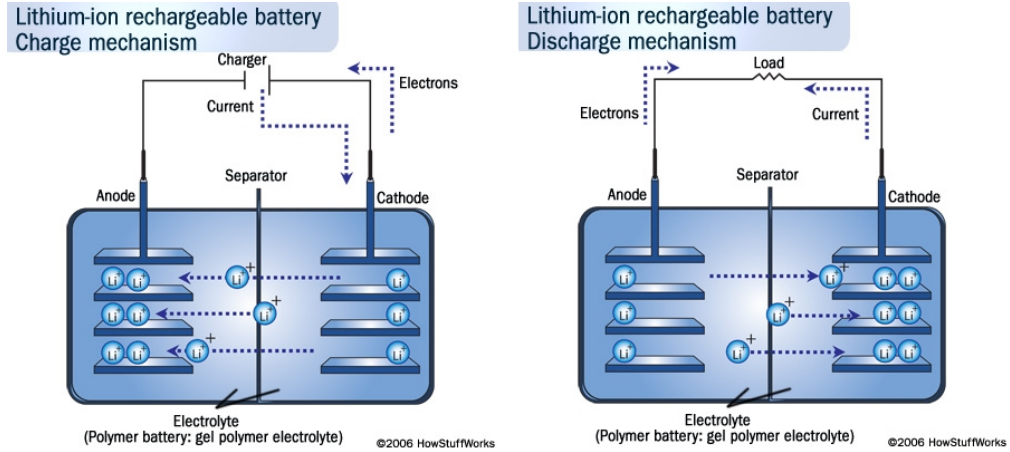 Lithium-ion rechargeable battery
Charge mechanism
Charger
Electrons
Current
Anode
Separator
Cathode
Li+
Li+
Li+
Li+
Li+
Li+
Li+
Li+
Li+
Li+
Li+
Li+
Electrolyte
(Polymer battery: gel polymer electrolyte)
©2006 HowStuffWorks
Lithium-ion rechargeable battery
Discharge mechanism
Load
Electrons
Current
Anode
Separator
Cathode
Li+
Li+
Li+
Li+
Li+
Li+
Li+
Li+
Li+
Li+
Li+
Li+
Electrolyte
(Polymer battery: gel polymer electrolyte)
©2006 HowStuffWorks